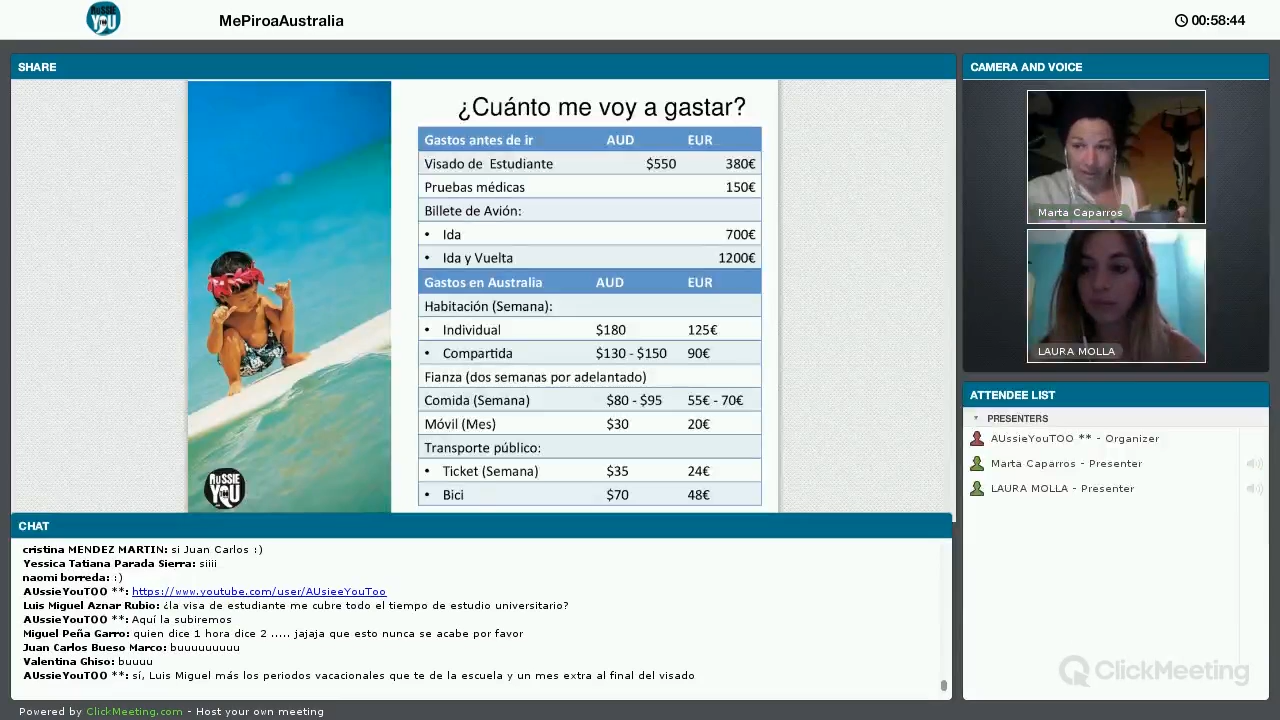 AUSSIE
YOU
TOO
MePiroaAustralia
00:58:44
SHARE
¿Cuánto me voy a gastar?
Gastos antes de ir AUD EUR
Visado de Estudiante $550 380€
Pruebas médicas 150€
Billete de Avión:
• Ida 700€
• Ida y Vuelta 1200€
Gastos en Australia AUD EUR
Habitación (Semana):
• Individual $180 125€
• Compartida $130 - $150 90€
Fianza (dos semanas por adelantado)
Comida (Semana) $80 - $95 55€ - 70€
Móvil (Mes) $30 20€
Transporte público:
• Ticket (Semana) $35 24€
• Bici $70 48€
AUSSIE
YOU
TOO
CAMERA AND VOICE
Marta Caparros
LAURA MOLLA
ATTENDEE LIST
PRESENTERS
AUssieYouTOO ** - Organizer
Marta Caparros - Presenter
LAURA MOLLA - Presenter
CHAT
cristina MENDEZ MARTIN: si Juan Carlos :)
Yessica Tatiana Parada Sierra: siiii
naomi borreda: :)
AUssieYouTOO **: https://www.youtube.com/user/AUsieeYouToo
Luis Miguel Aznar Rubio: ¿la visa de estudiante me cubre todo el tiempo de estudio universitario?
AUssieYouTOO **: Aquí la subiremos
Miguel Peña Garro: quien dice 1 hora dice 2 ..... jajaja que esto nunca se acabe por favor
Juan Carlos Bueso Marco: buuuuuuuuu
Valentina Ghiso: buuuu
AUssieYouTOO **: sí, Luis Miguel más los periodos vacacionales que te de la escuela y un mes extra al final del visado
ClickMeeting
Powered by ClickMeeting.com - Host your own meeting